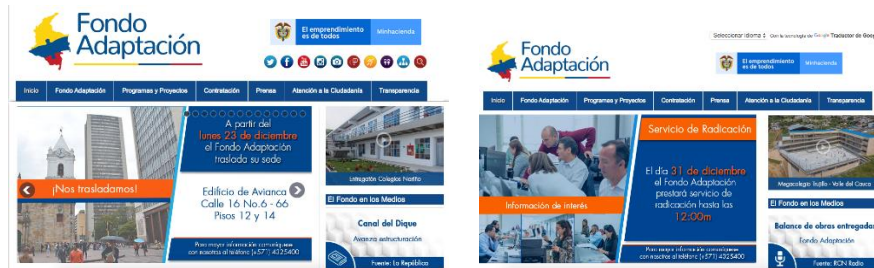 Fondo
Adaptación
El emprendimiento
es de todos
Minhacienda
Inicio
Fondo Adaptación
Programas y Proyectos
Contratación
Prensa
Atención a la Ciudadanía
Transparencia
¡Nos trasladamos!
A partir del
lunes 23 de diciembre
el Fondo Adaptación
traslada su sede
Edificio de Avianca
Calle 16 No.6 - 66
Pisos 12 y 14
Para mayor información comuníquese
con nosotros al teléfono (+571) 4325400
Entregatón Colegios Nariño
El Fondo en los Medios
Canal del Dique
Avanza estructuración
Fuente: La República
Seleccionar idioma
Con la tecnología de Google Traductor de Goog
Fondo
Adaptación
El emprendimiento
es de todos
Minhacienda
Inicio
Fondo Adaptación
Programas y Proyectos
Contratación
Prensa
Atención a la Ciudadanía
Transparencia
Información de interés
Servicio de Radicación
El día 31 de diciembre
el Fondo Adaptación
prestará servicio de
radicación hasta las
12:00m
Para mayor información comuníquese
con nosotros al teléfono (+571) 4325400
Megacolegio Trujillo - Valle del Cauca
El Fondo en los Medios
Balance de obras entregadas
Fondo Adaptación
Fuente: RCN Radio